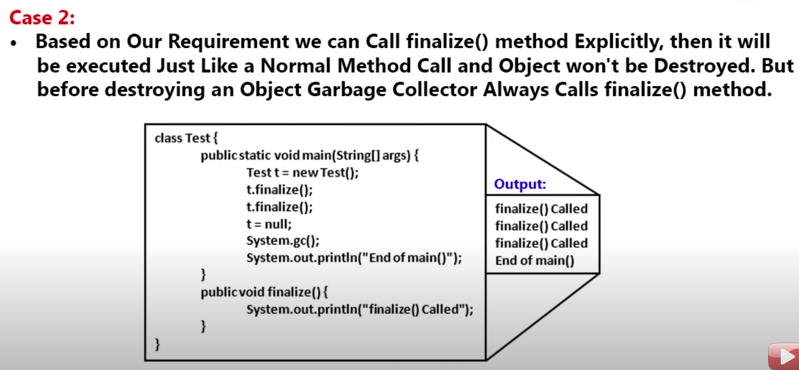 Case 2:
• Based on Our Requirement we can Call finalize() method Explicitly, then it will
be executed Just Like a Normal Method Call and Object won't be Destroyed. But
before destroying an Object Garbage Collector Always Calls finalize() method.
class Test {
public static void main(String[] args) {
Test t = new Test();
t.finalize();
t.finalize();
t = null;
System.gc();
System.out.println("End of main()");
}
public void finalize() {
System.out.println("finalize() Called");
}
}
Output:
finalize() Called
finalize() Called
finalize() Called
End of main()